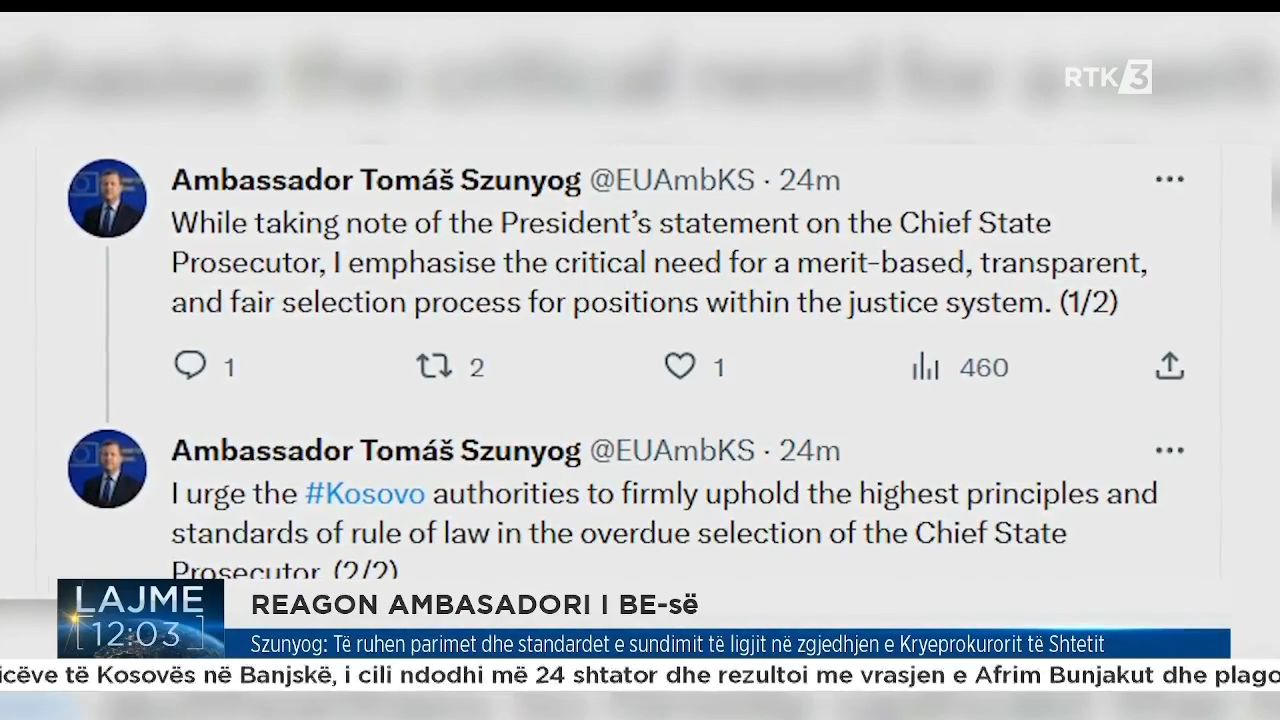 RTK 3
Ambassador Tomáš Szunyog @EUAmbKS · 24m
While taking note of the President’s statement on the Chief State
Prosecutor, I emphasise the critical need for a merit-based, transparent,
and fair selection process for positions within the justice system. (1/2)
1 2 1 460
Ambassador Tomáš Szunyog @EUAmbKS · 24m
I urge the #Kosovo authorities to firmly uphold the highest principles and
standards of rule of law in the overdue selection of the Chief State
Prosecutor. (2/2)
LAJME
12:03
REAGON AMBASADORI I BE-së
Szunyog: Të ruhen parimet dhe standardet e sundimit të ligjit në zgjedhjen e Kryeprokurorit të Shtetit
icëve të Kosovës në Banjskë, i cili ndodhi më 24 shtator dhe rezultoi me vrasjen e Afrim Bunjakut dhe plago